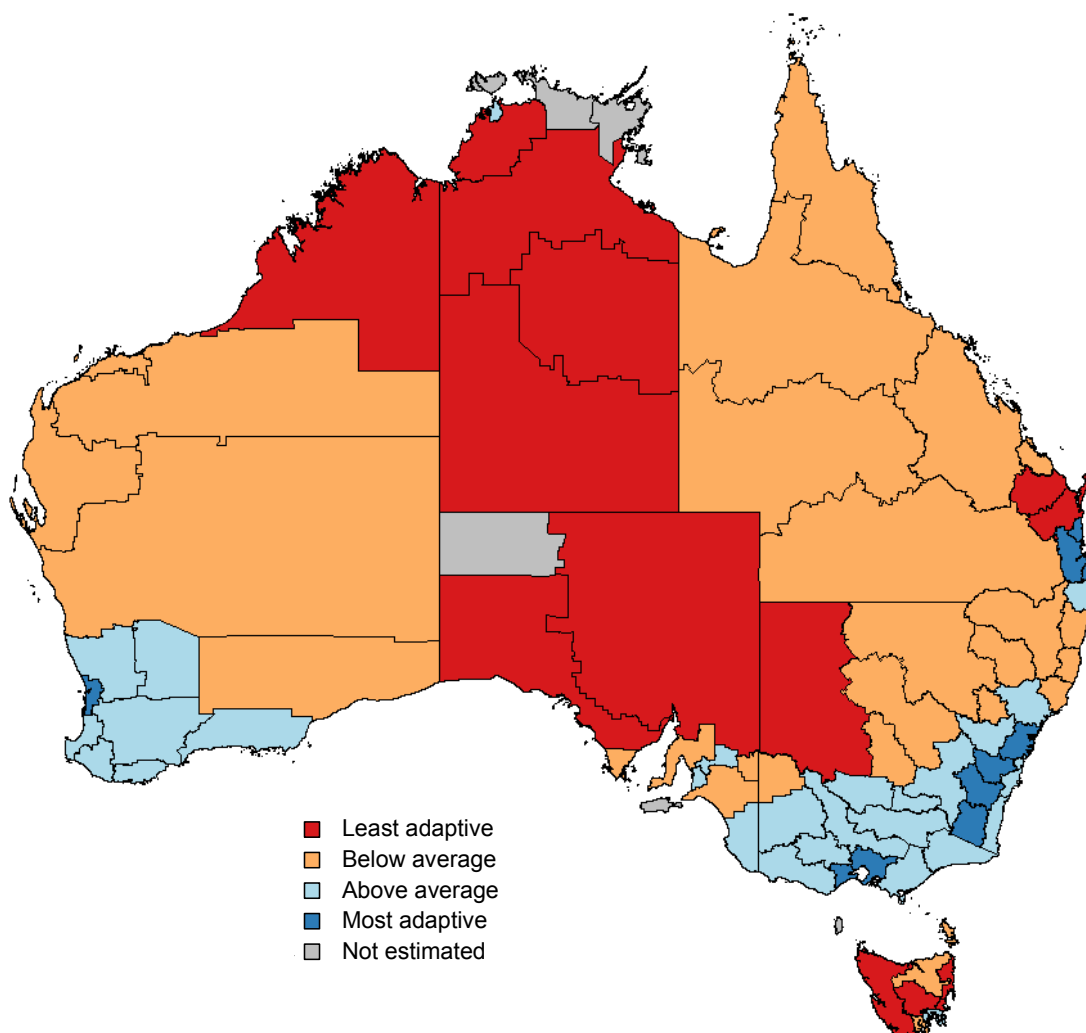 Least adaptive
Below average
Above average
Most adaptive
Not estimated